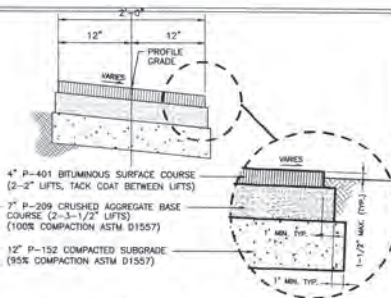 2'-0"
12" 12"
PROFILE
GRADE
VARIES
VARIES
4" P-401 BITUMINOUS SURFACE COURSE
(2-2" LIFTS, TACK COAT BETWEEN LIFTS)
7" P-209 CRUSHED AGGREGATE BASE
COURSE (2-3-1/2" LIFTS)
(100% COMPACTION ASTM D1557)
12" P-152 COMPACTED SUBGRADE
(95% COMPACTION ASTM D1557)
1' MIN. TYP.
1" MIN. TYP.
1-1/2" MAX. (TYP.)